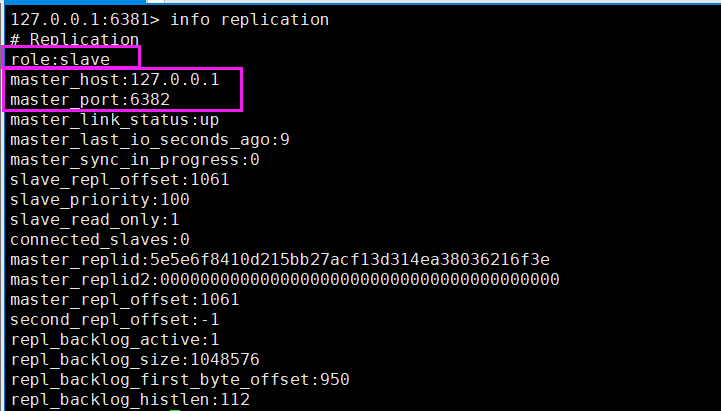 127.0.0.1:6381> info replication
# Replication
role:slave
master_host:127.0.0.1
master_port:6382
master_link_status:up
master_last_io_seconds_ago:9
master_sync_in_progress:0
slave_repl_offset:1061
slave_priority:100
slave_read_only:1
connected_slaves:0
master_replid:5e5e6f8410d215bb27acf13d314ea38036216f3e
master_replid2:0000000000000000000000000000000000000000
master_repl_offset:1061
second_repl_offset:-1
repl_backlog_active:1
repl_backlog_size:1048576
repl_backlog_first_byte_offset:950
repl_backlog_histlen:112